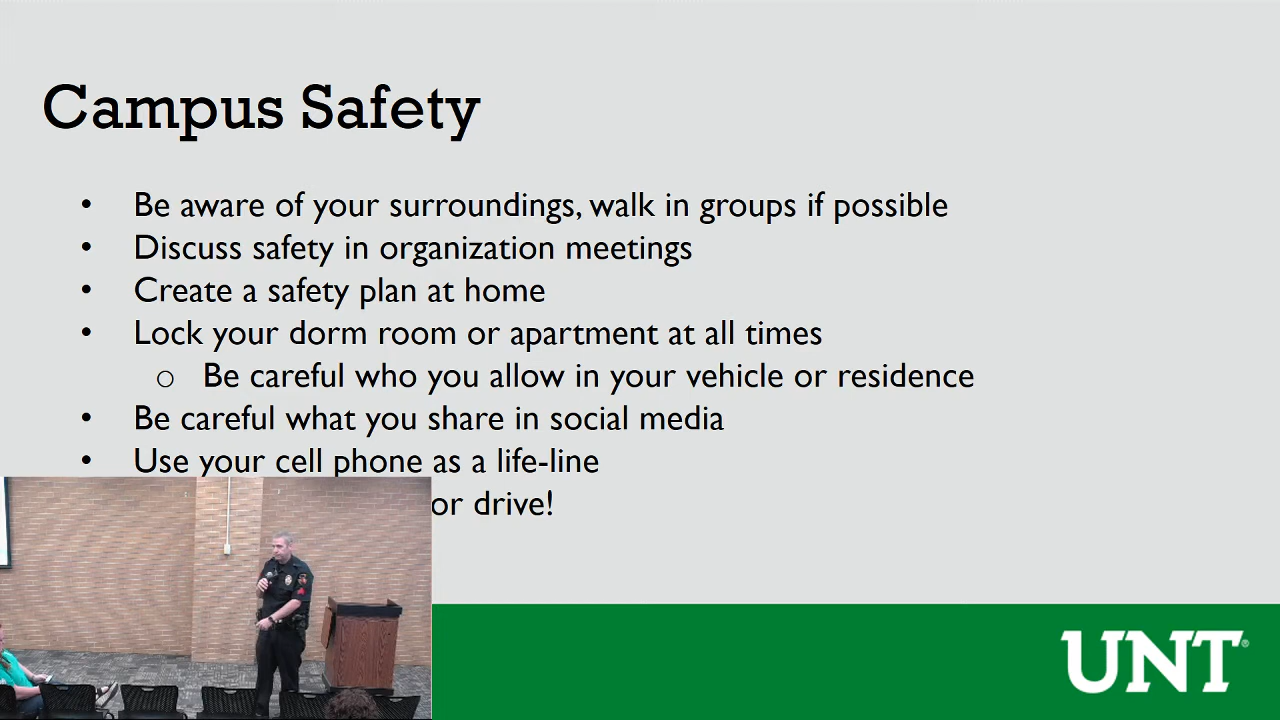 Campus Safety
• Be aware of your surroundings, walk in groups if possible
• Discuss safety in organization meetings
• Create a safety plan at home
• Lock your dorm room or apartment at all times
o Be careful who you allow in your vehicle or residence
• Be careful what you share in social media
• Use your cell phone as a life-line
or drive!
UNT®